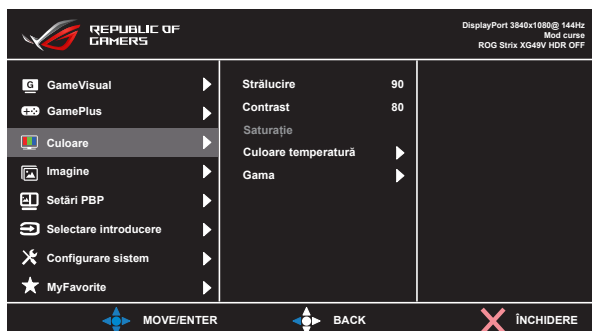 REPUBLIC OF
GAMERS
DisplayPort 3840x1080@ 144Hz
Mod curse
ROG Strix XG49V HDR OFF
G GameVisual
GamePlus
Culoare
Imagine
Setări PBP
Selectare introducere
Configurare sistem
MyFavorite
Strălucire 90
Contrast 80
Saturație
Culoare temperatură
Gama
MOVE/ENTER
BACK
ÎNCHIDERE